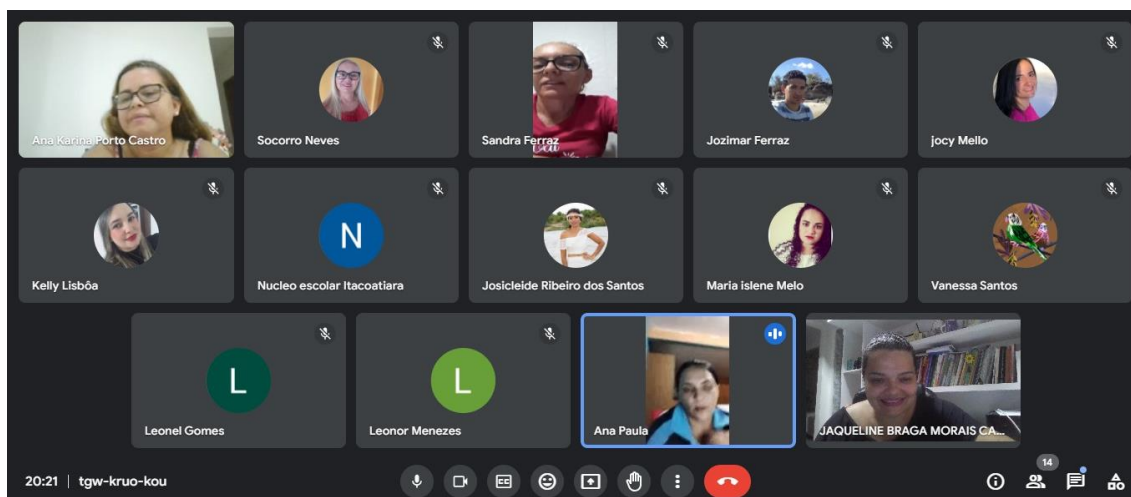 Ana Karina Porto Castro
Socorro Neves
Sandra Ferraz
Jozimar Ferraz
jocy Mello
Kelly Lisbôa
N
Nucleo escolar Itacoatiara
Josicleide Ribeiro dos Santos
Maria islene Melo
Vanessa Santos
L
Leonel Gomes
L
Leonor Menezes
Ana Paula
JAQUELINE BRAGA MORAIS CA...
20:21 | tgw-kruo-kou
CC
14